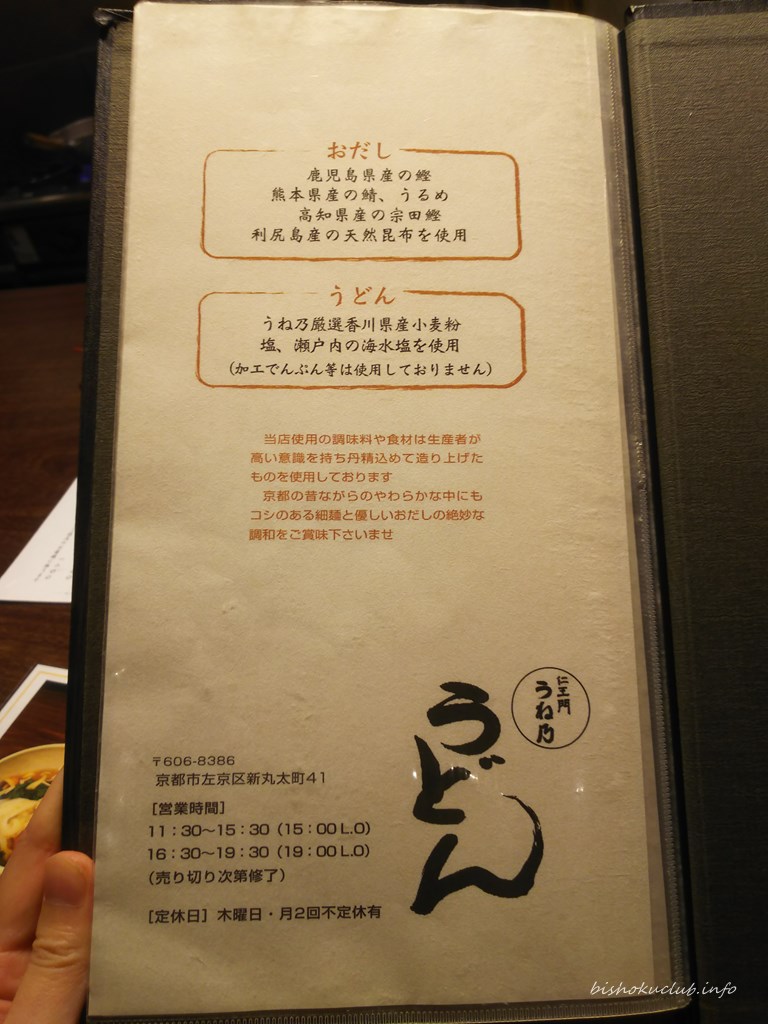 おだし
鹿児島県産の鰹
熊本県産の鯖、うるめ
高知県産の宗田鰹
利尻島産の天然昆布を使用
うどん
うね乃厳選香川県産小麦粉
塩、瀬戸内の海水塩を使用
(加工でんぷん等は使用しておりません)
当店使用の調味料や食材は生産者が
高い意識を持ち丹精込めて造り上げた
ものを使用しております
京都の昔ながらのやわらかな中にも
コシのある細麺と優しいおだしの絶妙な
調和をご賞味下さいませ
仁王門
うね乃
うどん
〒606-8386
京都市左京区新丸太町41
[営業時間]
11:30～15:30 (15:00 L.O)
16:30～19:30 (19:00 L.O)
(売り切り次第修了)
[定休日] 木曜日・月2回不定休有
bishokuclub.info